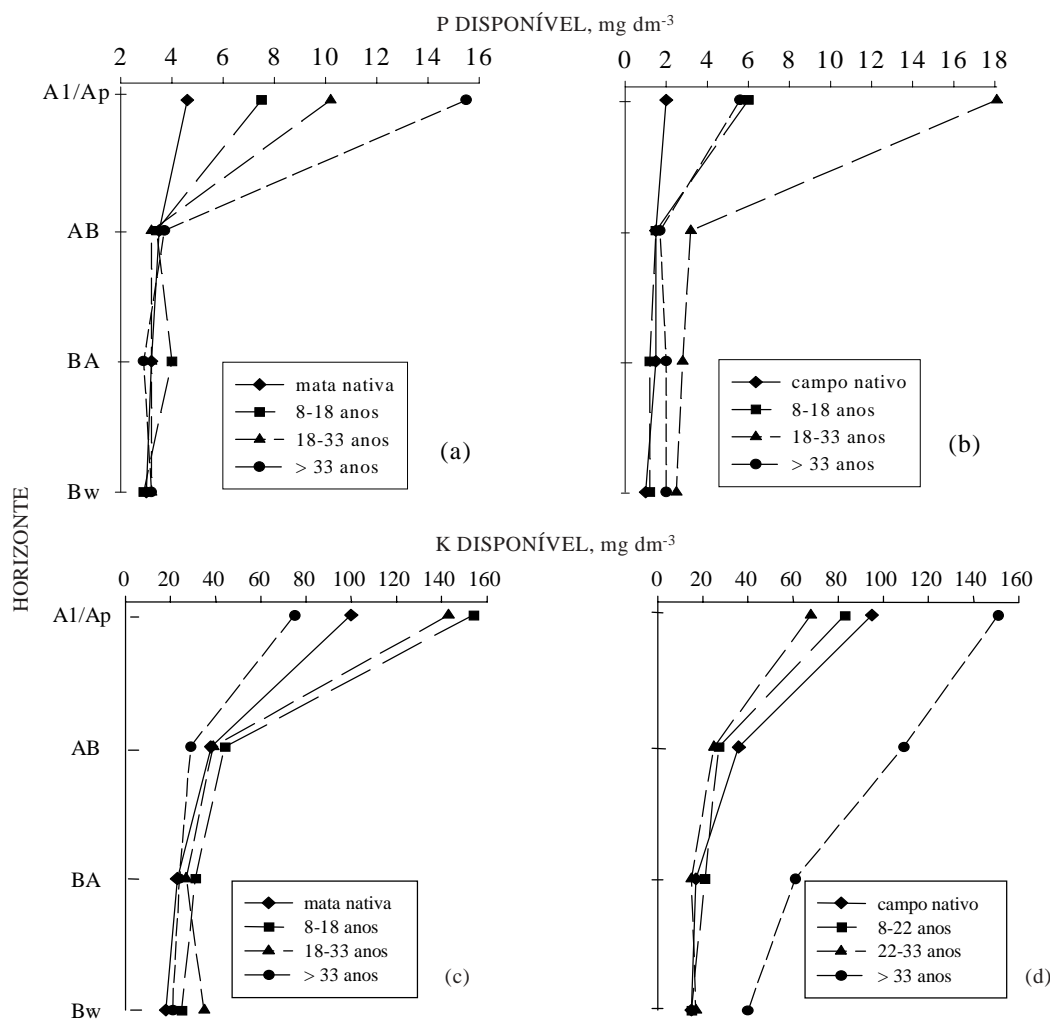 P DISPONÍVEL, mg dm-3
2 4 6 8 10 12 14 16
0 2 4 6 8 10 12 14 16 18
A1/Ap
AB
BA
Bw
mata nativa
8-18 anos
18-33 anos
> 33 anos
(a)
campo nativo
8-18 anos
18-33 anos
> 33 anos
(b)
HORIZONTE
K DISPONÍVEL, mg dm-3
0 20 40 60 80 100 120 140 160
0 20 40 60 80 100 120 140 160
A1/Ap
AB
BA
Bw
mata nativa
8-18 anos
18-33 anos
> 33 anos
(c)
campo nativo
8-22 anos
22-33 anos
> 33 anos
(d)